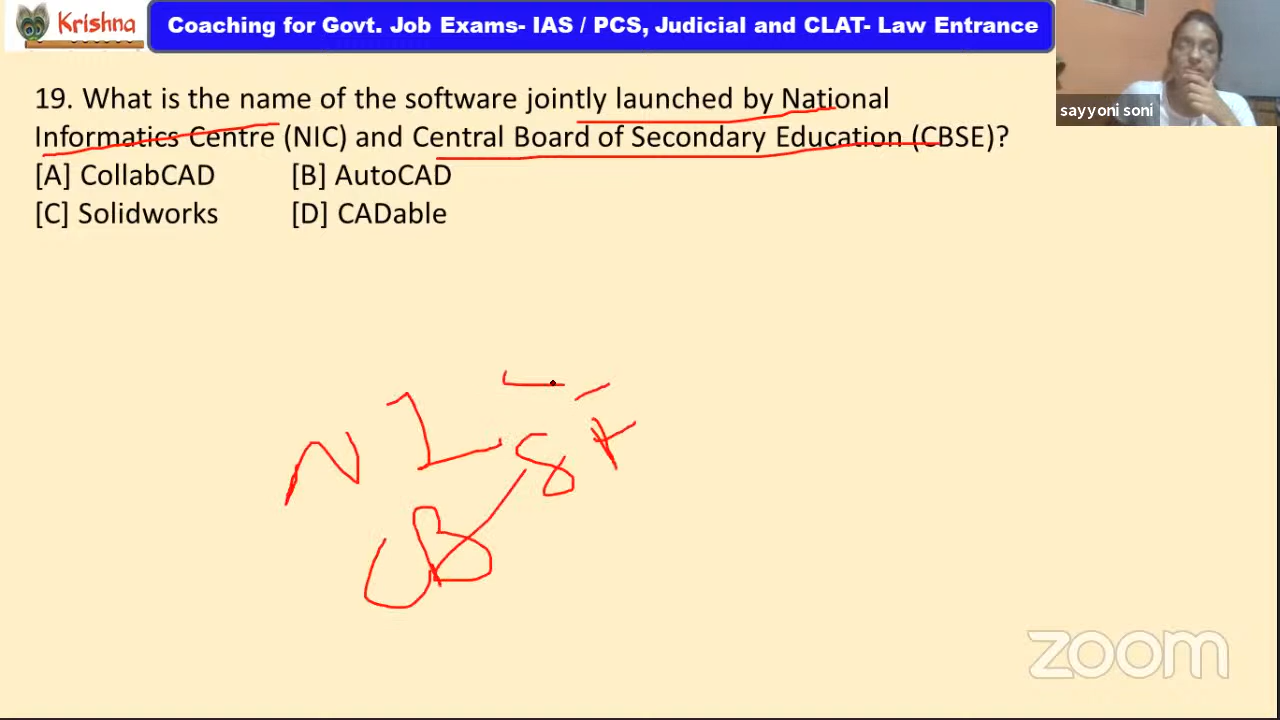 Krishna
Coaching for Govt. Job Exams- IAS / PCS, Judicial and CLAT- Law Entrance
sayyoni soni
19. What is the name of the software jointly launched by National
Informatics Centre (NIC) and Central Board of Secondary Education (CBSE)?
[A] CollabCAD [B] AutoCAD
[C] Solidworks [D] CADable
zoom